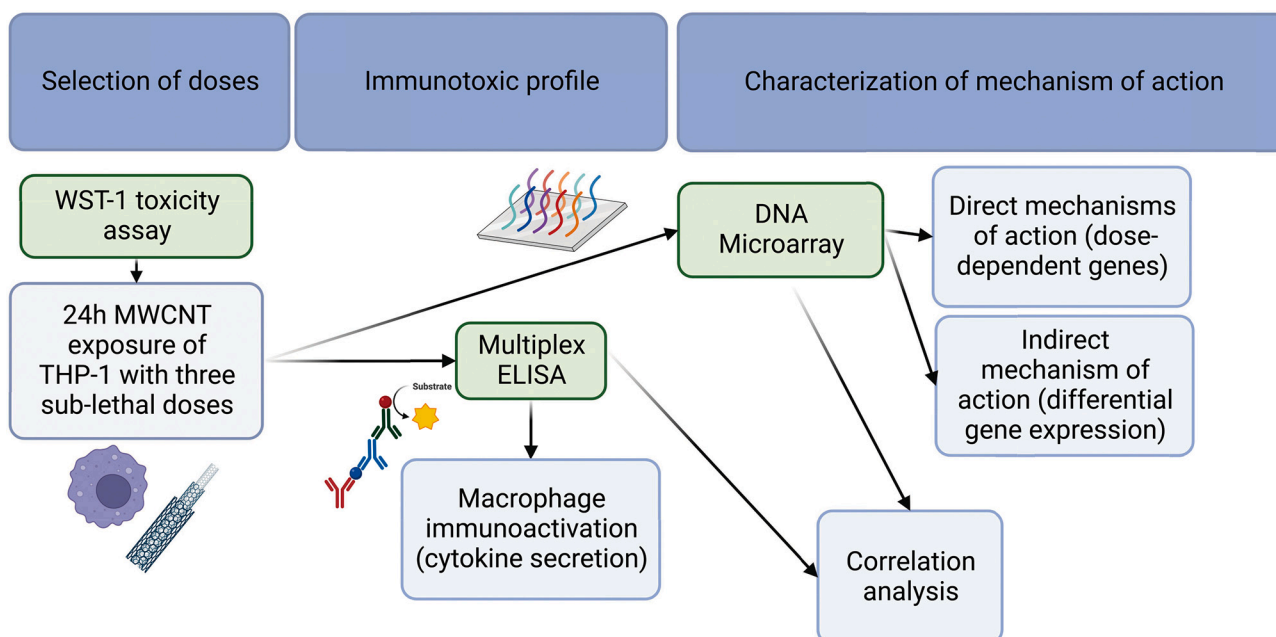 Selection of doses
Immunotoxic profile
Characterization of mechanism of action
WST-1 toxicity
assay
24h MWCNT
exposure of
THP-1 with three
sub-lethal doses
Multiplex
ELISA
Substrate
Macrophage
immunoactivation
(cytokine secretion)
DNA
Microarray
Direct mechanisms
of action (dose-
dependent genes)
Indirect
mechanism of
action (differential
gene expression)
Correlation
analysis